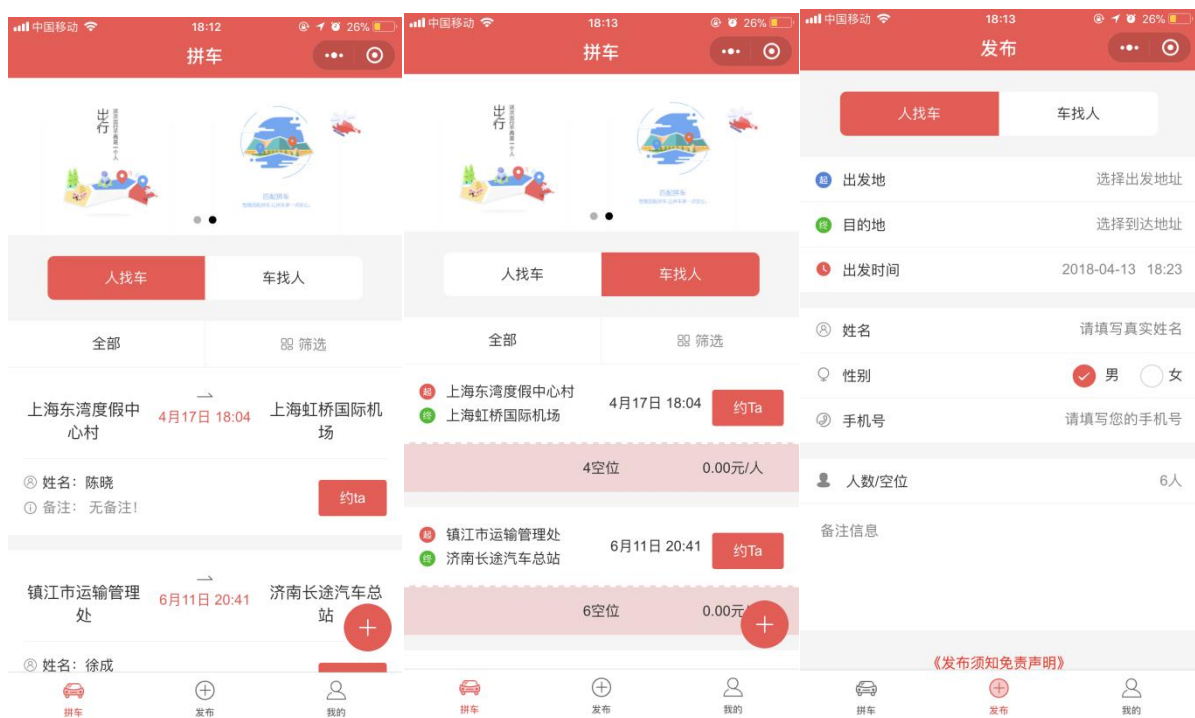 中国移动 18:12 26%
拼车
出行
匹配拼车
人找车 车找人
全部 筛选
上海东湾度假中心村
4月17日 18:04
上海虹桥国际机场
姓名：陈晓
备注： 无备注！
约ta
镇江市运输管理处
6月11日 20:41
济南长途汽车总站
姓名：徐成
拼车 发布 我的
中国移动 18:13 26%
拼车
出行
匹配拼车
人找车 车找人
全部 筛选
起 上海东湾度假中心村
终 上海虹桥国际机场
4月17日 18:04
约Ta
4空位 0.00元/人
起 镇江市运输管理处
终 济南长途汽车总站
6月11日 20:41
约Ta
6空位 0.00元/
拼车 发布 我的
中国移动 18:13 26%
发布
人找车 车找人
起 出发地 选择出发地址
终 目的地 选择到达地址
出发时间 2018-04-13 18:23
姓名 请填写真实姓名
性别 男 女
手机号 请填写您的手机号
人数/空位 6人
备注信息
《发布须知免责声明》
拼车 发布 我的